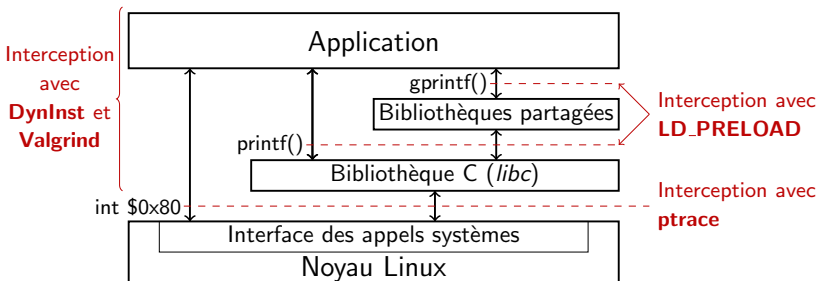 Application
Interception
avec
DynInst et
Valgrind
gprintf()
Bibliothèques partagées
Interception avec
LD_PRELOAD
printf()
Bibliothèque C (libc)
int $0x80
Interception avec
ptrace
Interface des appels systèmes
Noyau Linux